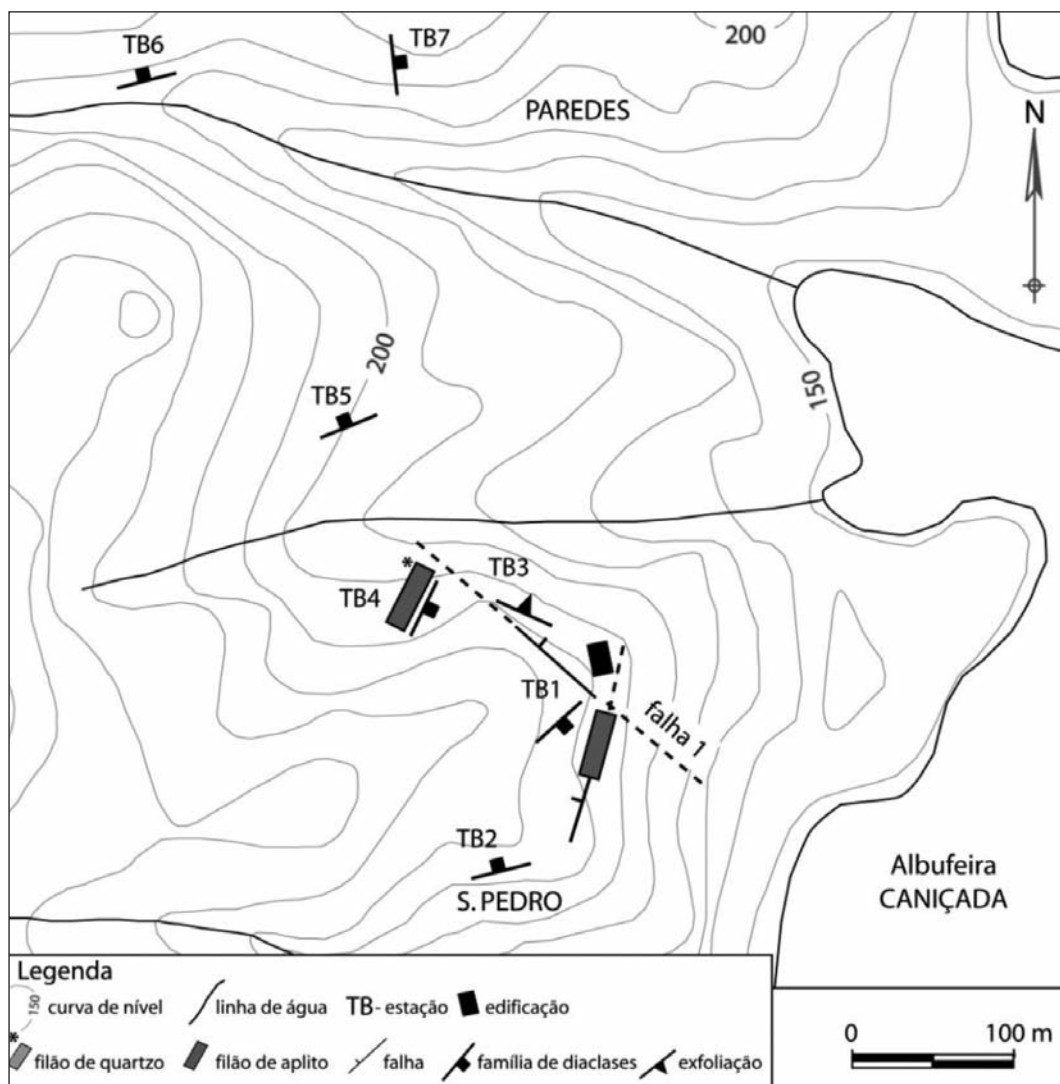 TB6
TB7
200
PAREDES
N
200
150
TB5
*
TB3
TB4
TB1
falha 1
TB2
S. PEDRO
Albufeira
CANIÇADA
Legenda
150 curva de nível linha de água TB - estação edificação
* filão de quartzo filão de aplito falha família de diaclases exfoliação
0 100 m